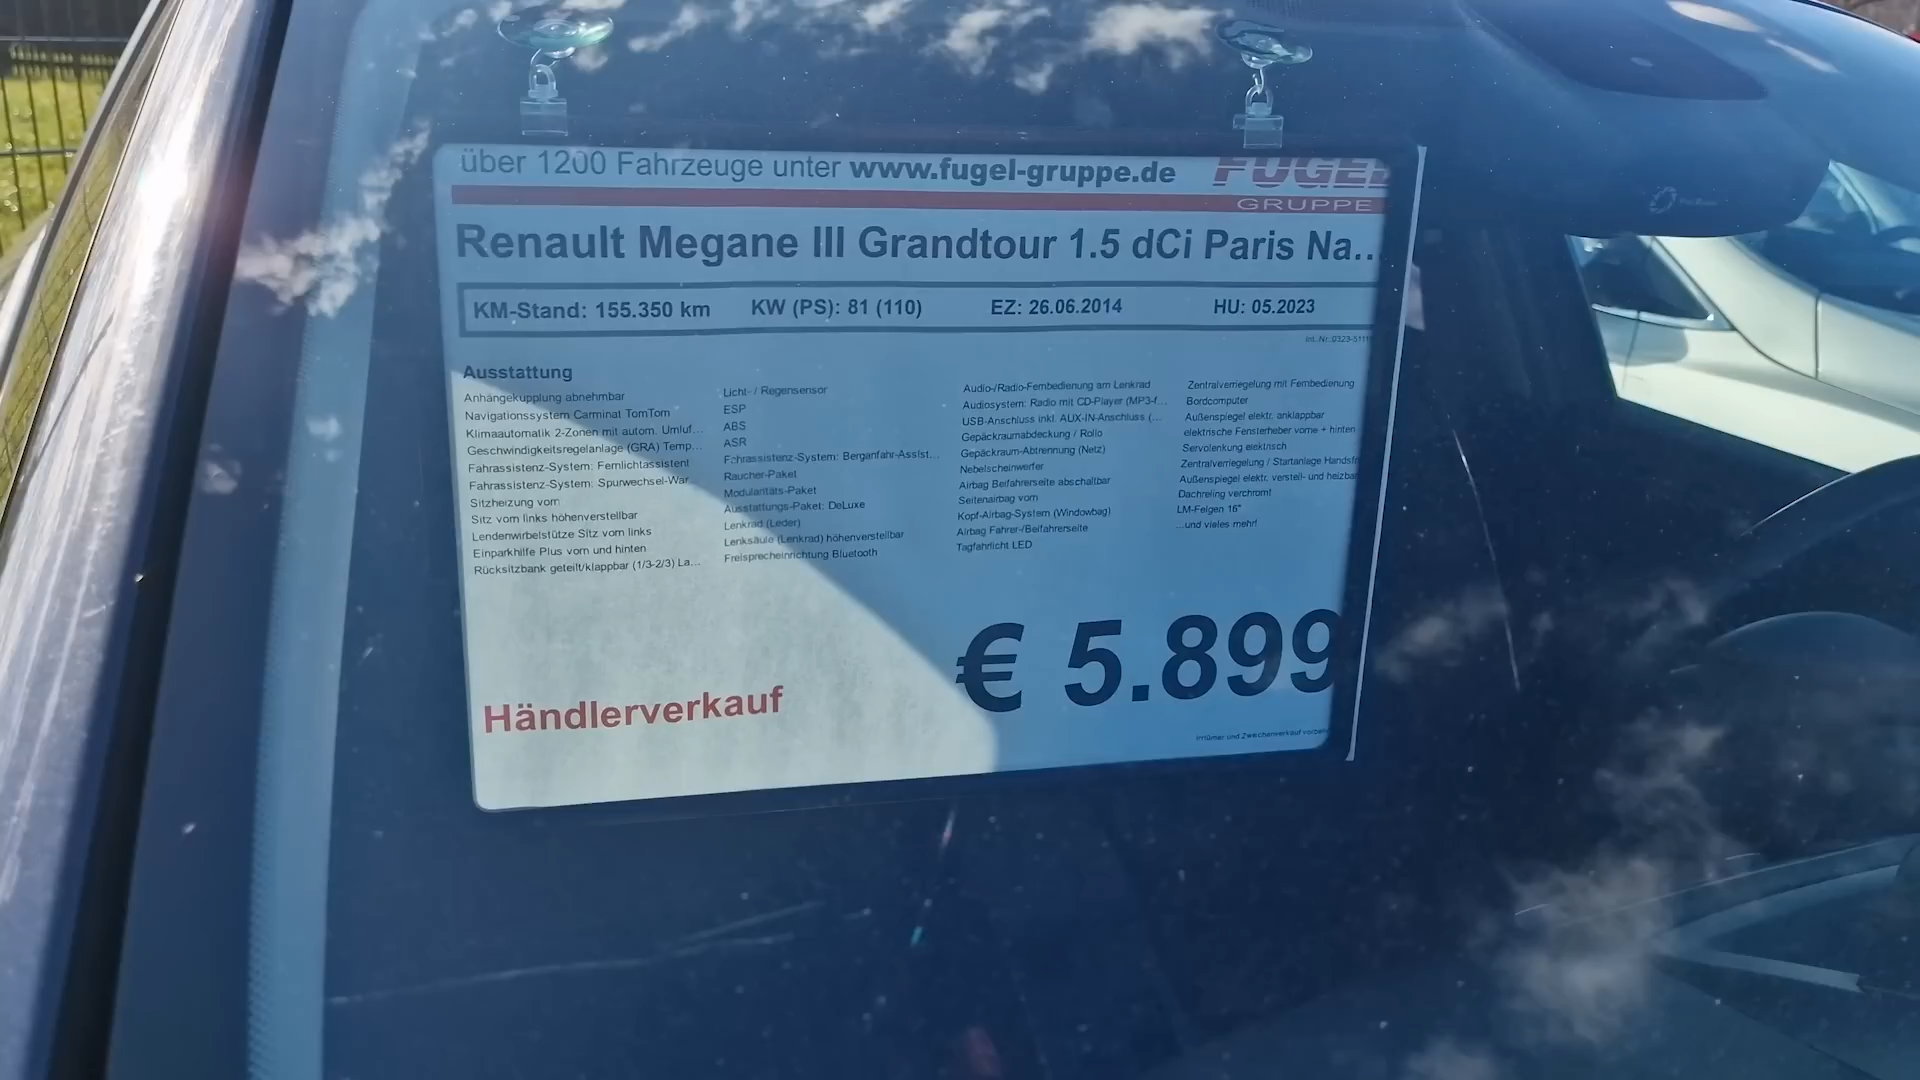 über 1200 Fahrzeuge unter www.fugel-gruppe.de
FUGEL
GRUPPE
Renault Megane III Grandtour 1.5 dCi Paris Na...
KM-Stand: 155.350 km KW (PS): 81 (110) EZ: 26.06.2014 HU: 05.2023
Int. Nr.:0323-5111
Ausstattung
Anhängekupplung abnehmbar
Navigationssystem Carminat TomTom
Klimaautomatik 2-Zonen mit autom. Umluf...
Geschwindigkeitsregelanlage (GRA) Temp...
Fahrassistenz-System: Fernlichtassistent
Fahrassistenz-System: Spurwechsel-War...
Sitzheizung vorn
Sitz vorn links höhenverstellbar
Lendenwirbelstütze Sitz vorn links
Einparkhilfe Plus vorn und hinten
Rücksitzbank geteilt/klappbar (1/3-2/3) La...
Licht- / Regensensor
ESP
ABS
ASR
Fahrassistenz-System: Berganfahr-Assist...
Raucher-Paket
Modularitäts-Paket
Ausstattungs-Paket: DeLuxe
Lenkrad (Leder)
Lenksäule (Lenkrad) höhenverstellbar
Freisprecheinrichtung Bluetooth
Audio-/Radio-Fernbedienung am Lenkrad
Audiosystem: Radio mit CD-Player (MP3-f...
USB-Anschluss inkl. AUX-IN-Anschluss (...
Gepäckraumabdeckung / Rollo
Gepäckraum-Abtrennung (Netz)
Nebelscheinwerfer
Airbag Beifahrerseite abschaltbar
Seitenairbag vorn
Kopf-Airbag-System (Windowbag)
Airbag Fahrer-/Beifahrerseite
Tagfahrlicht LED
Zentralverriegelung mit Fernbedienung
Bordcomputer
Außenspiegel elektr. anklappbar
elektrische Fensterheber vorne + hinten
Servolenkung elektrisch
Zentralverriegelung / Startanlage Handsfr
Außenspiegel elektr. verstell- und heizbar
Dachreling verchromt
LM-Felgen 16"
...und vieles mehr!
€ 5.899
Händlerverkauf
Irrtümer und Zwischenverkauf vorbeh